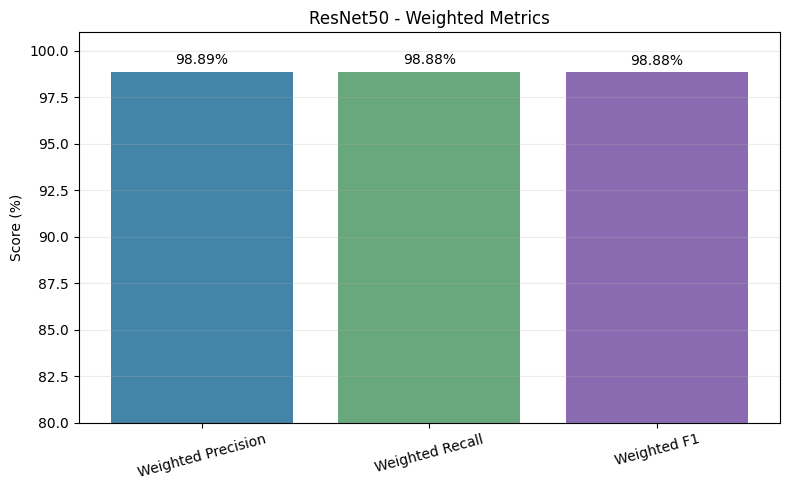 ResNet50 - Weighted Metrics
98.89%
98.88%
98.88%
Score (%)
100.0
97.5
95.0
92.5
90.0
87.5
85.0
82.5
80.0
Weighted Precision
Weighted Recall
Weighted F1